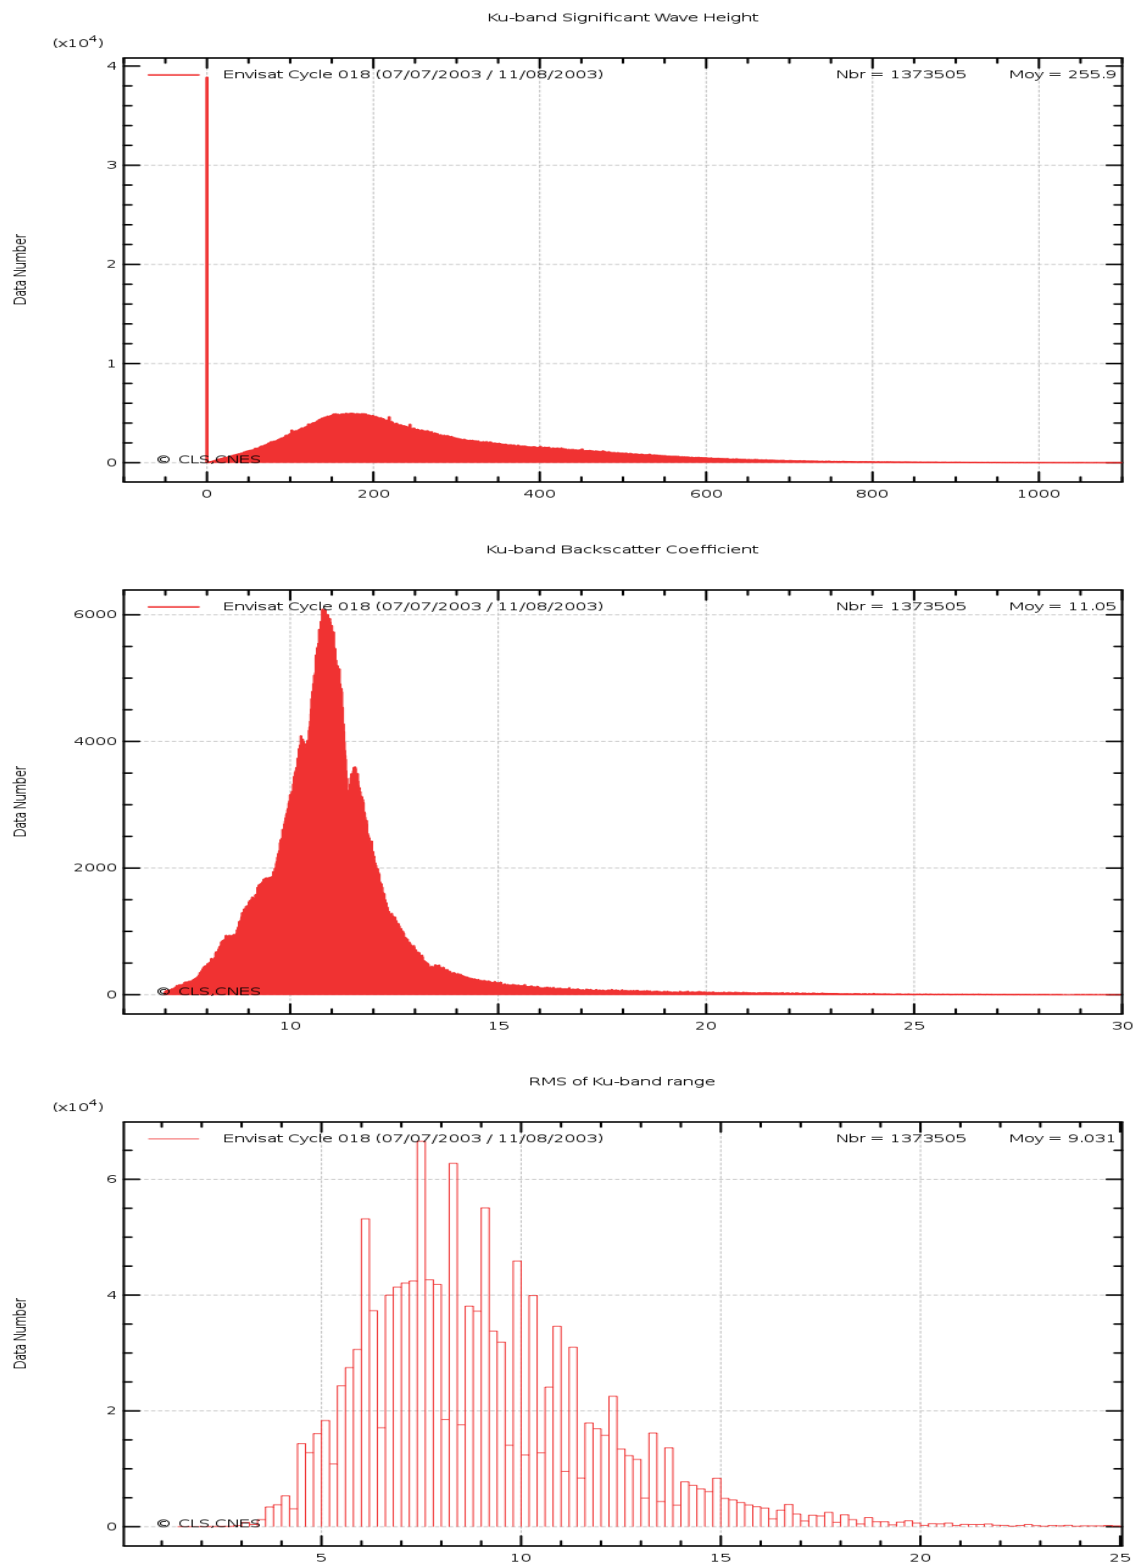 Ku-band Significant Wave Height
(x10⁴)
Envisat Cycle 018 (07/07/2003 / 11/08/2003) Nbr = 1373505 Moy = 255.9
4
3
2
1
0
Data Number
© CLS,CNES
0 200 400 600 800 1000
Ku-band Backscatter Coefficient
Envisat Cycle 018 (07/07/2003 / 11/08/2003) Nbr = 1373505 Moy = 11.05
6000
4000
2000
0
Data Number
© CLS,CNES
10 15 20 25 30
RMS of Ku-band range
(x10⁴)
Envisat Cycle 018 (07/07/2003 / 11/08/2003) Nbr = 1373505 Moy = 9.031
6
4
2
0
Data Number
© CLS,CNES
5 10 15 20 25